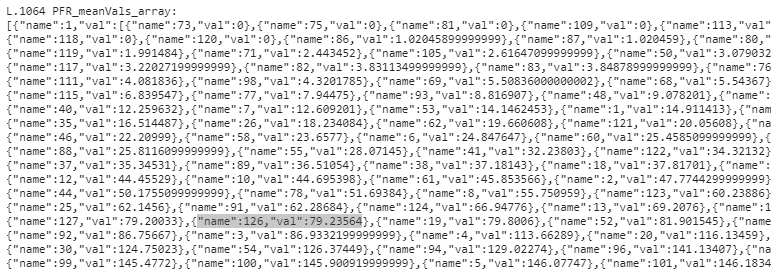 L.1064 PFR_meanVals_array:
[{"name":1,"val":[{"name":73,"val":0},{"name":75,"val":0},{"name":81,"val":0},{"name":109,"val":0},{"name":113,"val"
{"name":118,"val":0},{"name":120,"val":0},{"name":86,"val":1.02045899999999},{"name":87,"val":1.020459},{"name":80,"
{"name":119,"val":1.991484},{"name":71,"val":2.443452},{"name":105,"val":2.61647099999999},{"name":50,"val":3.079032
{"name":117,"val":3.22027199999999},{"name":82,"val":3.83113499999999},{"name":83,"val":3.84878999999999},{"name":76
{"name":111,"val":4.081836},{"name":98,"val":4.3201785},{"name":69,"val":5.50836000000002},{"name":68,"val":5.54367
{"name":115,"val":6.839547},{"name":77,"val":7.94475},{"name":93,"val":8.816907},{"name":48,"val":9.078201},{"name":
{"name":40,"val":12.259632},{"name":7,"val":12.609201},{"name":53,"val":14.1462453},{"name":1,"val":14.911413},{"nam
{"name":35,"val":16.514487},{"name":26,"val":18.234084},{"name":62,"val":19.660608},{"name":121,"val":20.05608},{"na
{"name":46,"val":22.20999},{"name":58,"val":23.6577},{"name":6,"val":24.847647},{"name":60,"val":25.4585099999999},{
{"name":88,"val":25.8116099999999},{"name":55,"val":28.07145},{"name":41,"val":32.23803},{"name":122,"val":34.32132}
{"name":37,"val":35.34531},{"name":89,"val":36.51054},{"name":38,"val":37.18143},{"name":18,"val":37.81701},{"name":
{"name":12,"val":44.45529},{"name":10,"val":44.695398},{"name":61,"val":45.853566},{"name":2,"val":47.7744299999999}
{"name":44,"val":50.1755099999999},{"name":78,"val":51.69384},{"name":8,"val":55.750959},{"name":123,"val":60.23886}
{"name":25,"val":62.1456},{"name":91,"val":62.28684},{"name":124,"val":66.94776},{"name":13,"val":69.2076},{"name":1
{"name":127,"val":79.20033},{"name":126,"val":79.23564},{"name":19,"val":79.8006},{"name":52,"val":81.901545},{"name
{"name":92,"val":86.75667},{"name":3,"val":86.9332199999999},{"name":4,"val":113.66289},{"name":20,"val":116.13459},
{"name":30,"val":124.75023},{"name":54,"val":126.37449},{"name":94,"val":129.02274},{"name":96,"val":141.13407},{"na
{"name":99,"val":145.4772},{"name":100,"val":145.900919999999},{"name":5,"val":146.07747},{"name":101,"val":146.1834